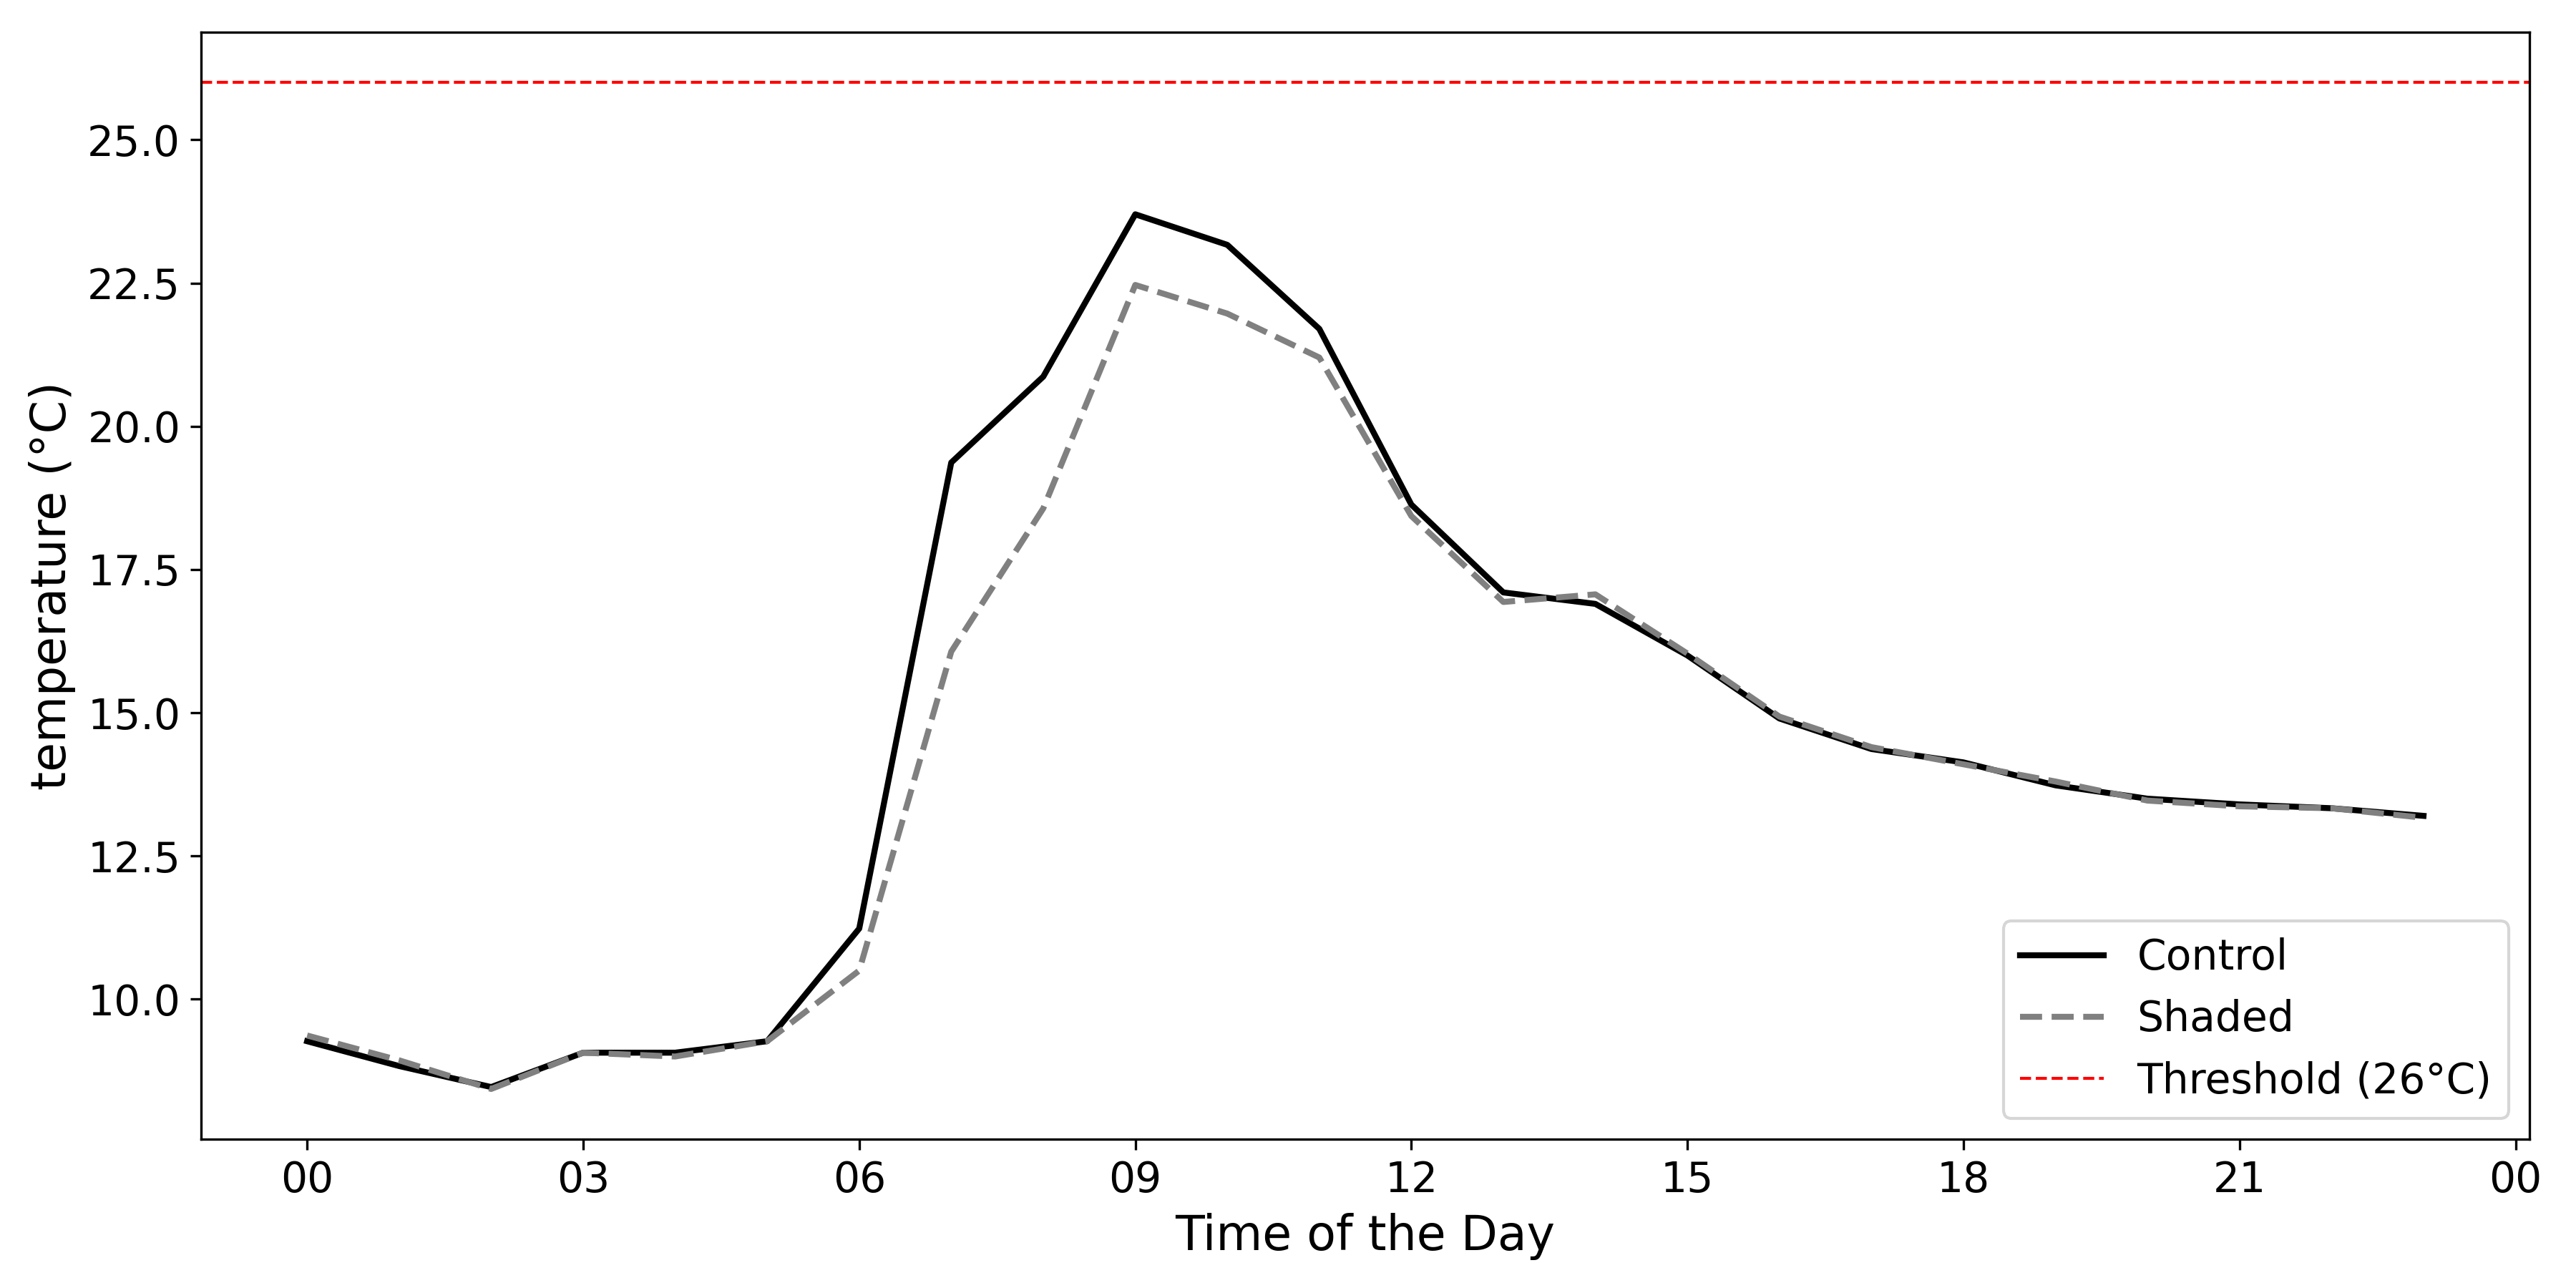 25.0
22.5
20.0
17.5
15.0
12.5
10.0
temperature (°C)
00 03 06 09 12 15 18 21 00
Time of the Day
Control
Shaded
Threshold (26°C)